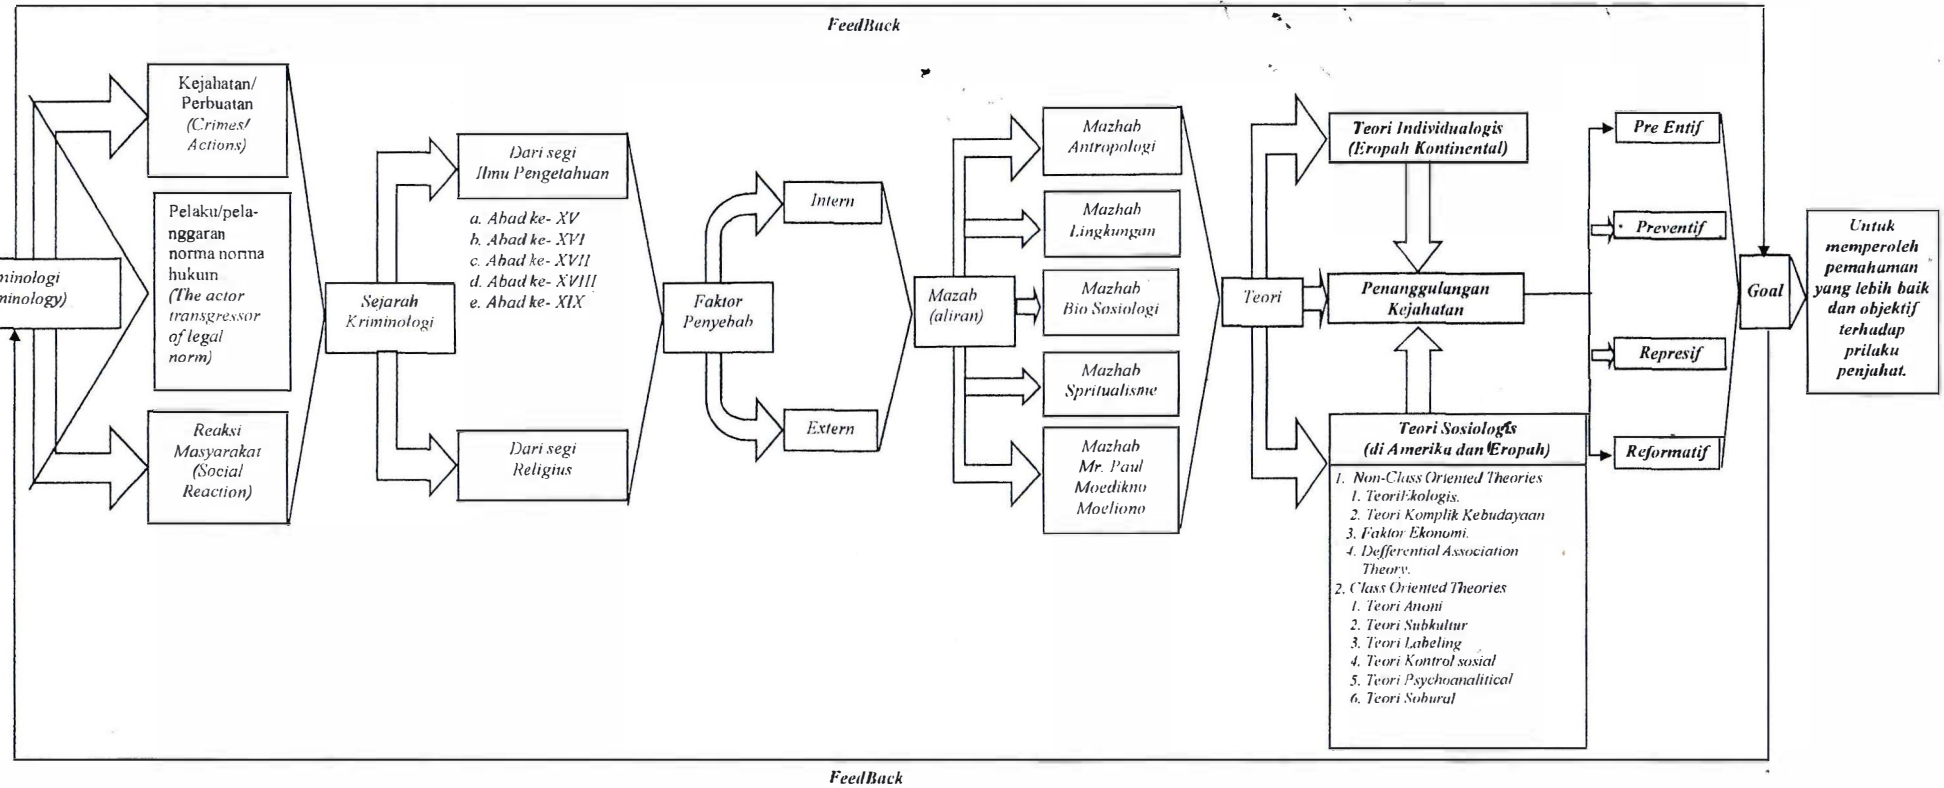 FeedBack
minologi
minology)
Kejahatan/
Perbuatan
(Crimes/
Actions)
Pelaku/pela-
nggaran
norma norma
hukum
(The actor
transgressor
of legal
norm)
Reaksi
Masyarakat
(Social
Reaction)
Sejarah
Kriminologi
Dari segi
Ilmu Pengetahuan
a. Abad ke- XV
b. Abad ke- XVI
c. Abad ke- XVII
d. Abad ke- XVIII
e. Abad ke- XIX
Dari segi
Religius
Faktor
Penyebab
Intern
Extern
Mazab
(aliran)
Mazhab
Antropologi
Mazhab
Lingkungan
Mazhab
Bio Sosiologi
Mazhab
Spritualisme
Mazhab
Mr. Paul
Moedikno
Moeliono
Teori
Teori Individualogis
(Eropah Kontinental)
Penanggulangan
Kejahatan
Teori Sosiologis
(di Amerika dan Eropah)
1. Non-Class Oriented Theories
1. TeoriEkologis.
2. Teori Komplik Kebudayaan
3. Faktor Ekonomi.
4. Defferential Association
Theory.
2. Class Oriented Theories
1. Teori Anomi
2. Teori Subkultur
3. Teori Labeling
4. Teori Kontrol sosial
5. Teori Psychoanalitical
6. Teori Sobural
Pre Entif
Preventif
Represif
Reformatif
Goal
Untuk
memperoleh
pemahaman
yang lebih baik
dan objektif
terhadap
prilaku
penjahat.
FeedBack